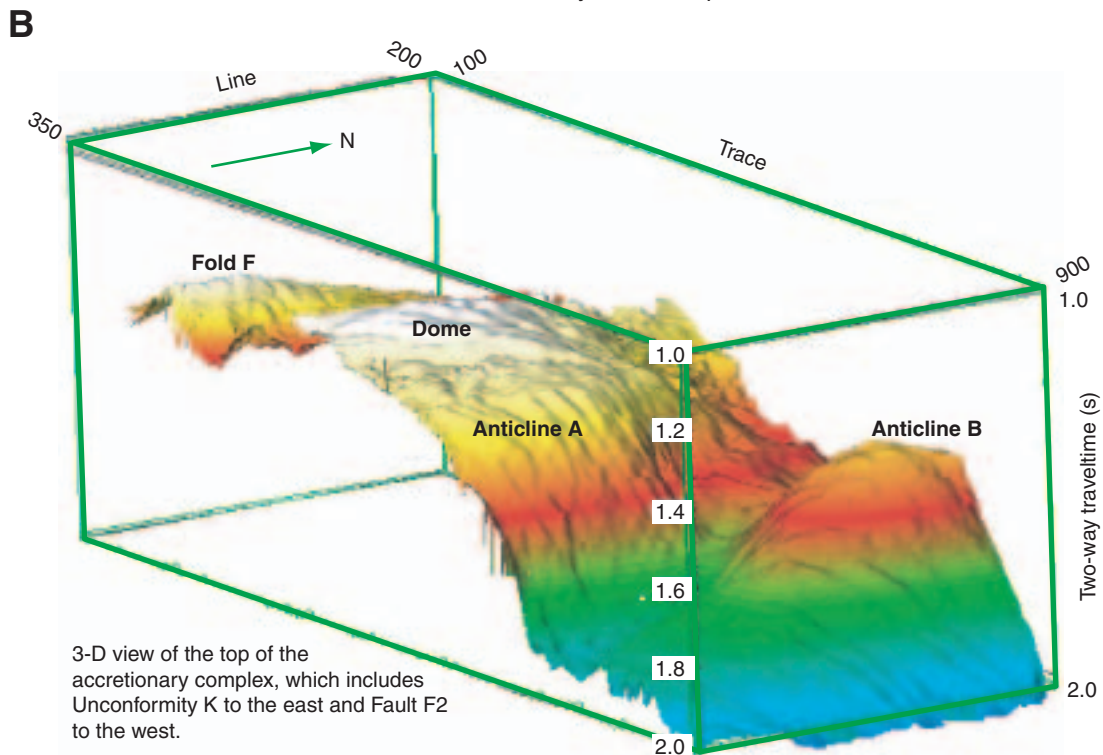 B
200
100
Line
350
N
Trace
Fold F
900
1.0
Dome
1.0
1.2
Anticline A
Anticline B
Two-way traveltime (s)
1.4
1.6
1.8
3-D view of the top of the
accretionary complex, which includes
Unconformity K to the east and Fault F2
to the west.
2.0
2.0